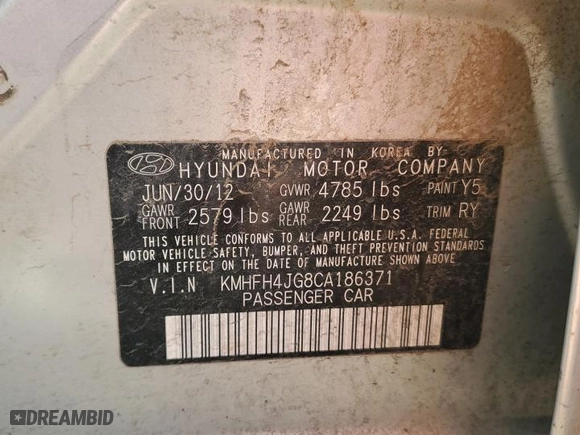 MANUFACTURED IN KOREA BY
HYUNDAI MOTOR COMPANY
JUN/30/12 GVWR 4785 lbs PAINT Y5
GAWR FRONT 2579 lbs GAWR REAR 2249 lbs TRIM RY
THIS VEHICLE CONFORMS TO ALL APPLICABLE U.S.A. FEDERAL
MOTOR VEHICLE SAFETY, BUMPER, AND THEFT PREVENTION STANDARDS
IN EFFECT ON THE DATE OF MANUFACTURE SHOWN ABOVE.
V.I.N KMHFH4JG8CA186371
PASSENGER CAR
DREAMBID